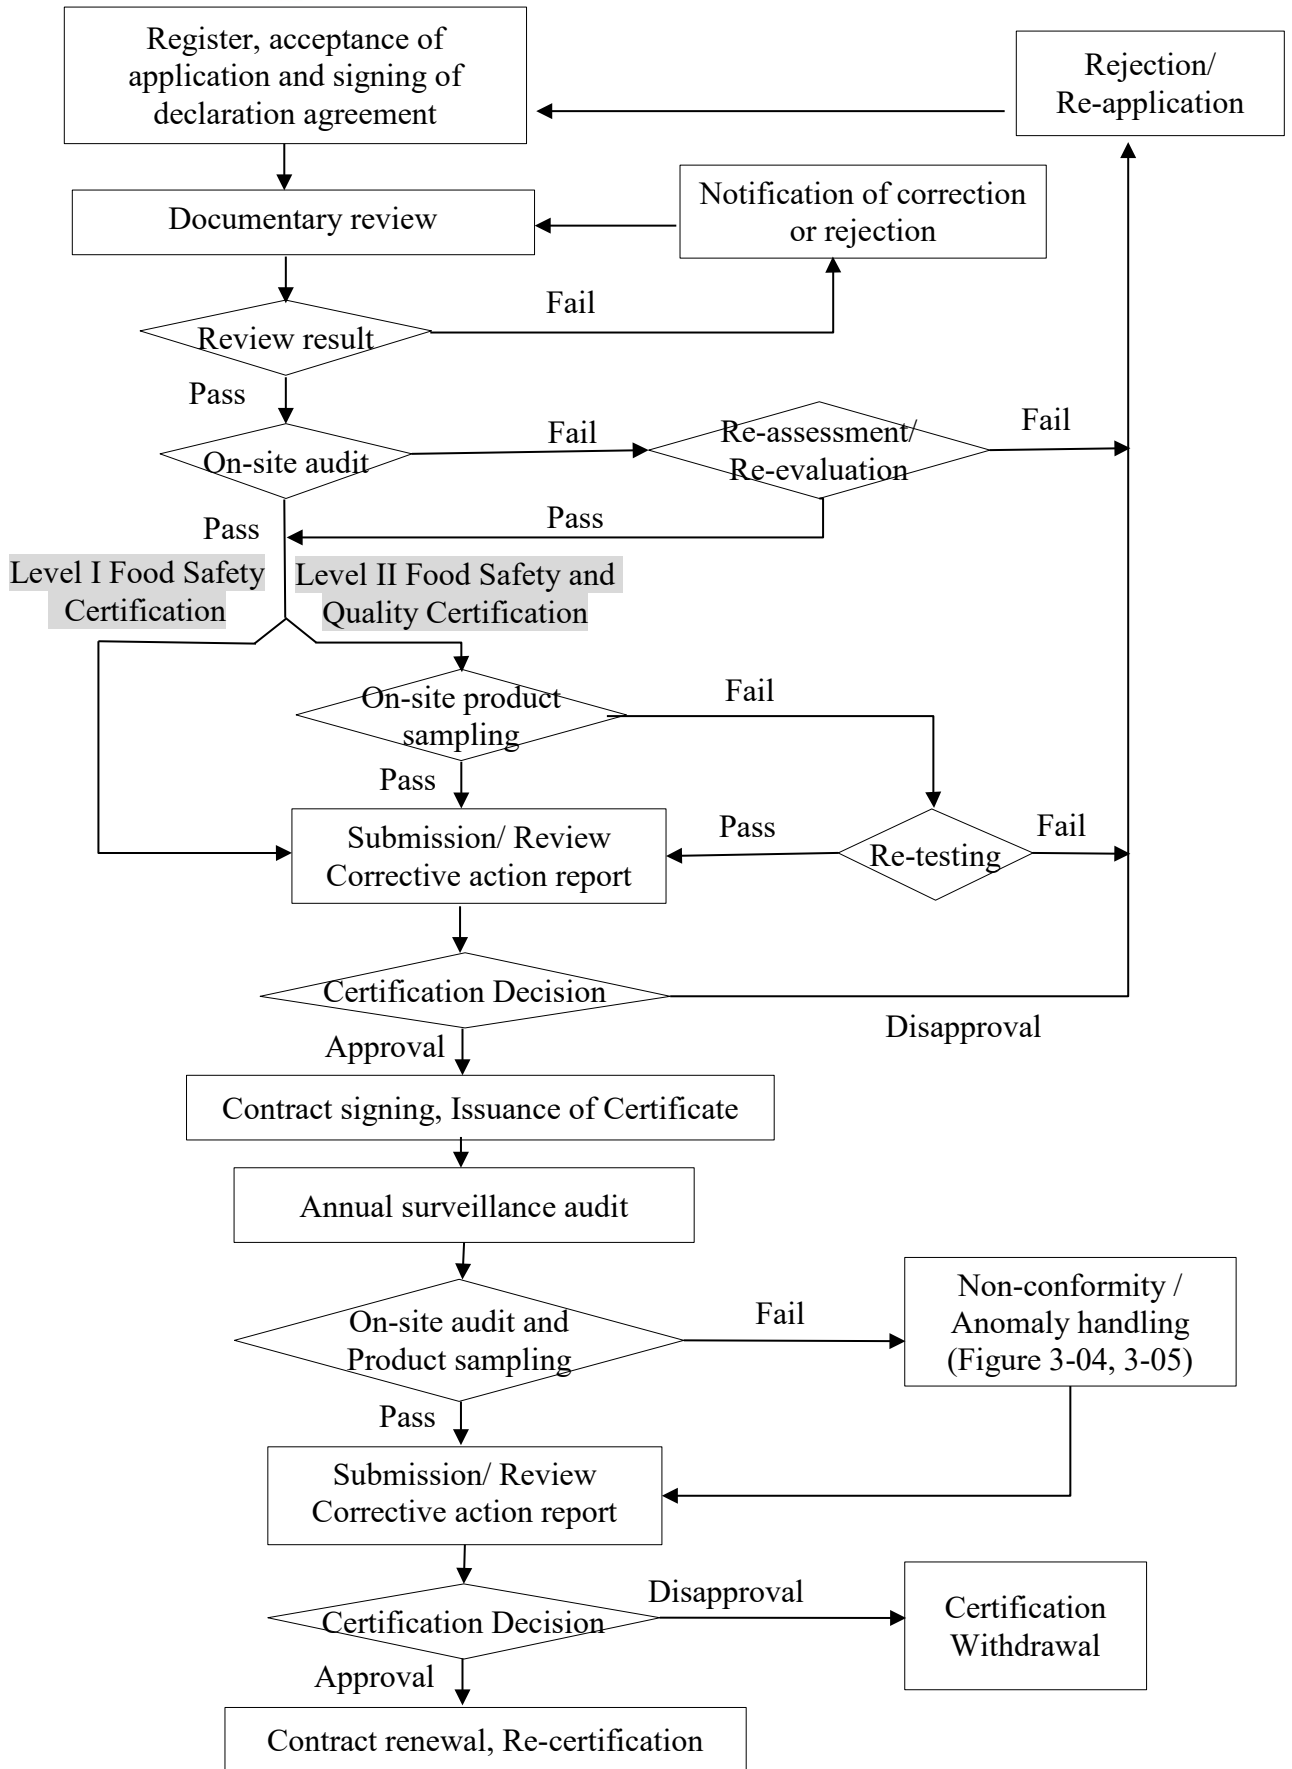 Register, acceptance of
application and signing of
declaration agreement
Rejection/
Re-application
Documentary review
Notification of correction
or rejection
Review result
Fail
Pass
On-site audit
Fail
Re-assessment/
Re-evaluation
Fail
Pass
Pass
Level I Food Safety
Certification
Level II Food Safety and
Quality Certification
On-site product
sampling
Fail
Pass
Submission/ Review
Corrective action report
Pass
Re-testing
Fail
Certification Decision
Disapproval
Approval
Contract signing, Issuance of Certificate
Annual surveillance audit
On-site audit and
Product sampling
Fail
Non-conformity /
Anomaly handling
(Figure 3-04, 3-05)
Pass
Submission/ Review
Corrective action report
Certification Decision
Disapproval
Certification
Withdrawal
Approval
Contract renewal, Re-certification